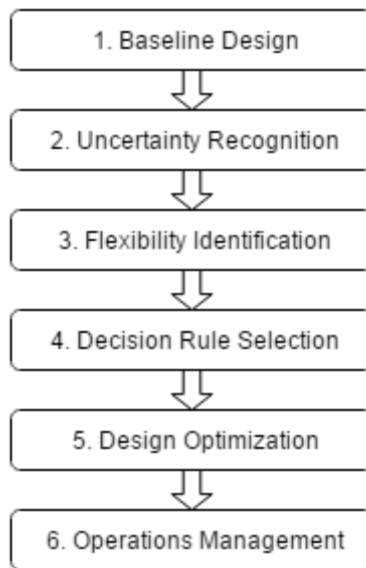 1. Baseline Design
2. Uncertainty Recognition
3. Flexibility Identification
4. Decision Rule Selection
5. Design Optimization
6. Operations Management